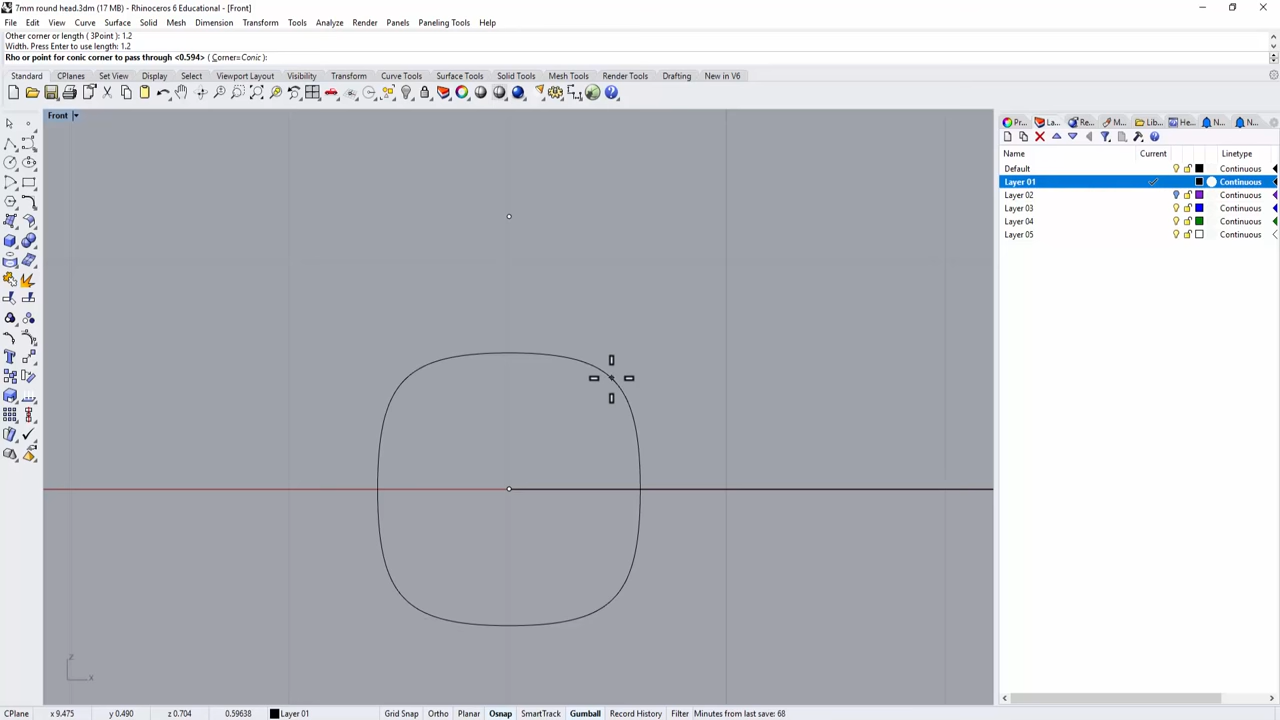 7mm round head.3dm (17 MB) - Rhinoceros 6 Educational - [Front]
File Edit View Curve Surface Solid Mesh Dimension Transform Tools Analyze Render Panels Paneling Tools Help
Other corner or length ( 3Point ): 1.2
Width. Press Enter to use length: 1.2
Rho or point for conic corner to pass through <0.594> ( Corner=Conic ):
Standard CPlanes Set View Display Select Viewport Layout Visibility Transform Curve Tools Surface Tools Solid Tools Mesh Tools Render Tools Drafting New in V6
Front
Pr... La... Re... M... Lib... He... N... N...
Name Current Linetype
Default Continuous
Layer 01 Continuous
Layer 02 Continuous
Layer 03 Continuous
Layer 04 Continuous
Layer 05 Continuous
z
x
CPlane x 9.475 y 0.490 z 0.704 0.59638 Layer 01 Grid Snap Ortho Planar Osnap SmartTrack Gumball Record History Filter Minutes from last save: 68